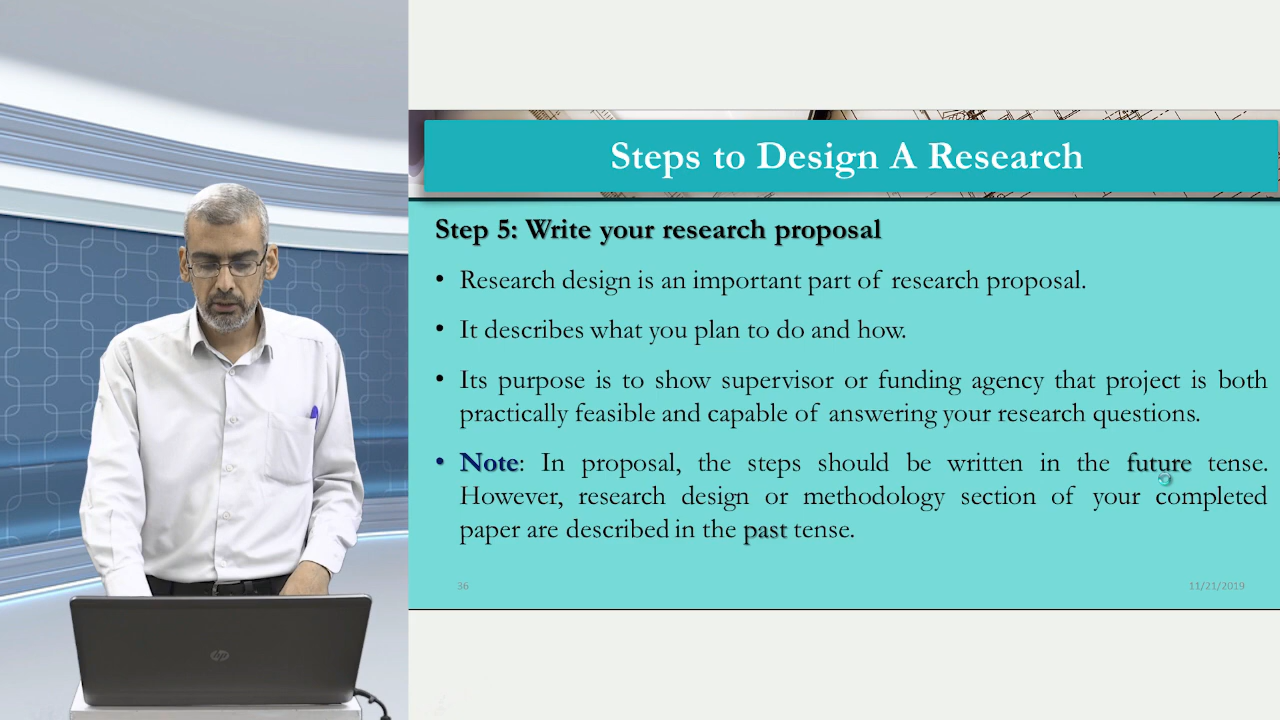 Steps to Design A Research
Step 5: Write your research proposal
• Research design is an important part of research proposal.
• It describes what you plan to do and how.
• Its purpose is to show supervisor or funding agency that project is both
practically feasible and capable of answering your research questions.
• Note: In proposal, the steps should be written in the future tense.
However, research design or methodology section of your completed
paper are described in the past tense.
36
11/21/2019
hp